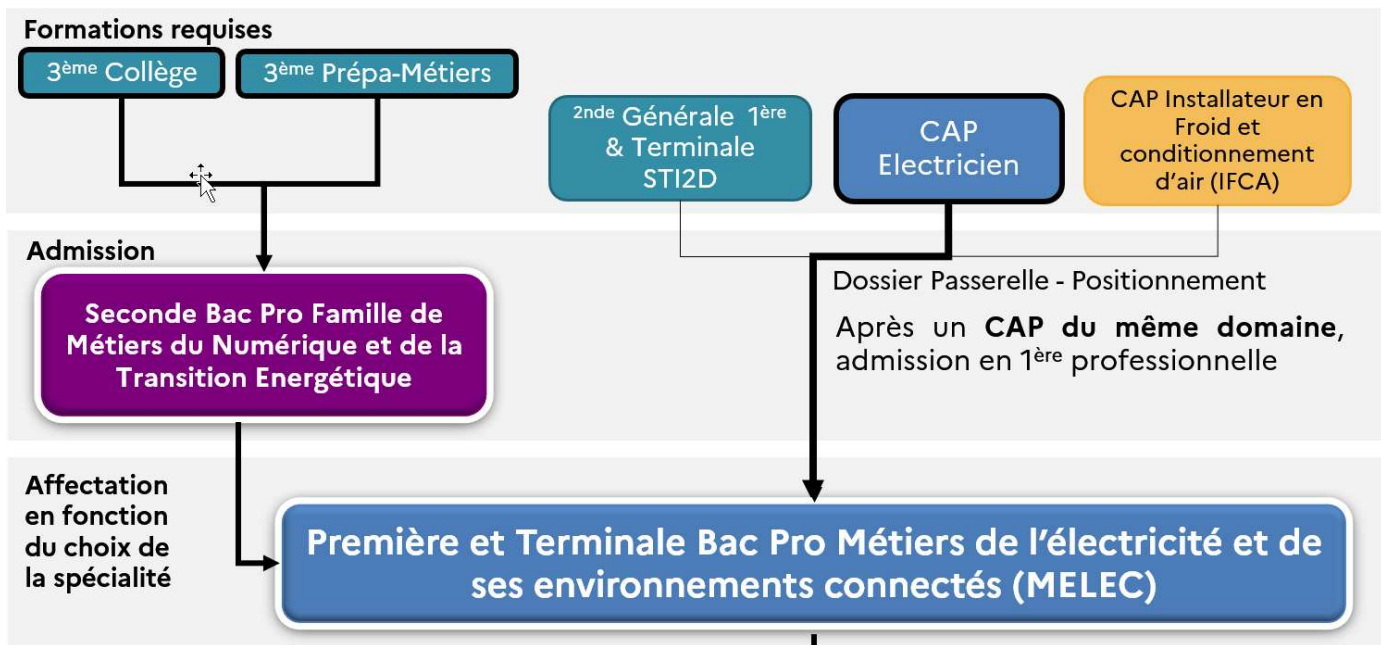 Formations requises
3ème Collège
3ème Prépa-Métiers
2nde Générale 1ère
& Terminale
STI2D
CAP
Electricien
CAP Installateur en
Froid et
conditionnement
d'air (IFCA)
Admission
Seconde Bac Pro Famille de
Métiers du Numérique et de la
Transition Energétique
Dossier Passerelle - Positionnement
Après un CAP du même domaine,
admission en 1ère professionnelle
Affectation
en fonction
du choix de
la spécialité
Première et Terminale Bac Pro Métiers de l'électricité et de
ses environnements connectés (MELEC)